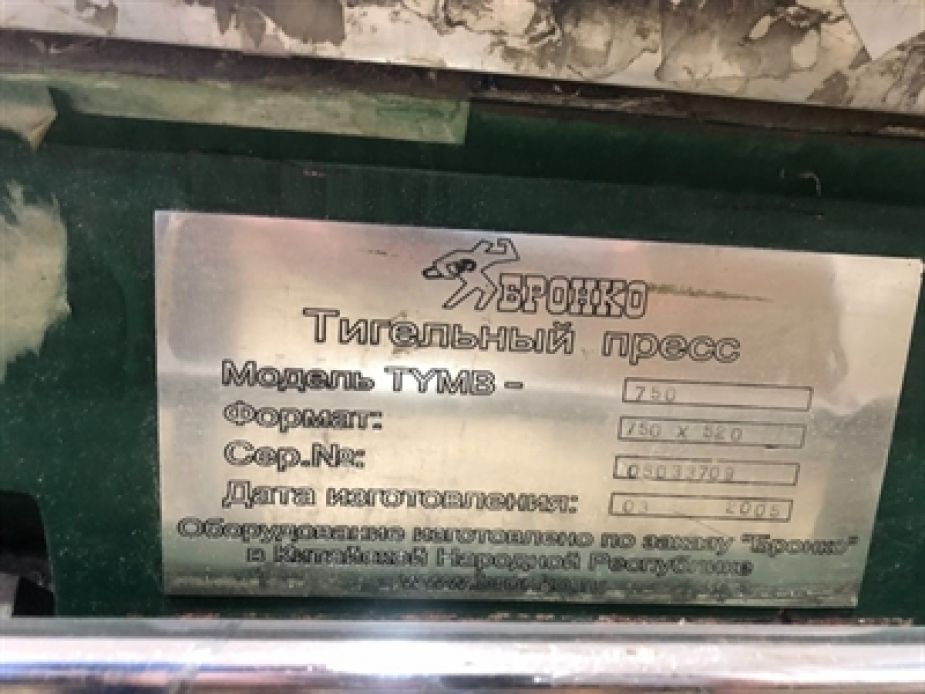 БРОНКО
Тигельный пресс
Модель TYMB - 750
Формат: 750 X 520
Сер.№: 05033709
Дата изготовления: 03 2005
Оборудование изготовлено по заказу "Бронко"
в Китайской Народной Республике